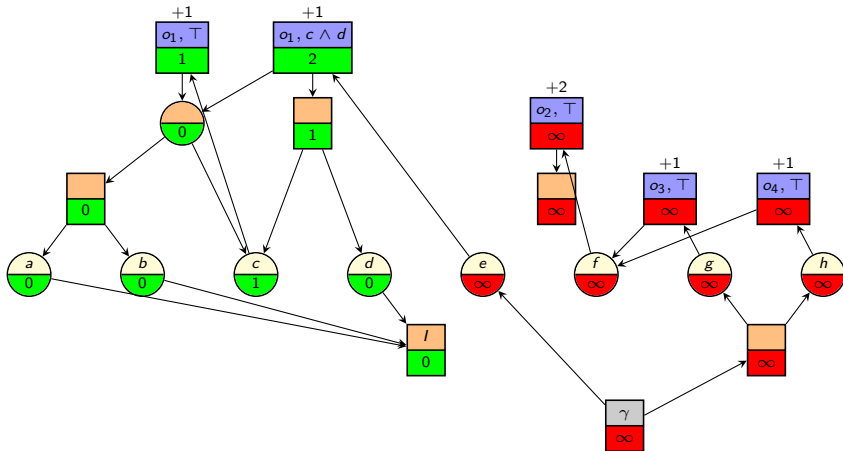 +1 +1
o₁, ⊤ o₁, c ∧ d
1 2
+2
o₂, ⊤
0 1 ∞
+1 +1
o₃, ⊤ o₄, ⊤
0 ∞ ∞ ∞
a b c d e f g h
0 0 1 0 ∞ ∞ ∞ ∞
I
0 ∞
γ
∞